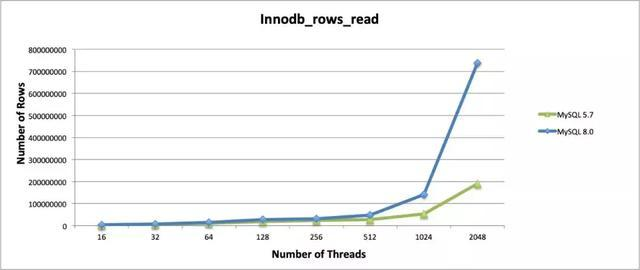 Innodb_rows_read
Number of Rows
800000000
700000000
600000000
500000000
400000000
300000000
200000000
100000000
0
16 32 64 128 256 512 1024 2048
Number of Threads
MySQL 5.7
MySQL 8.0